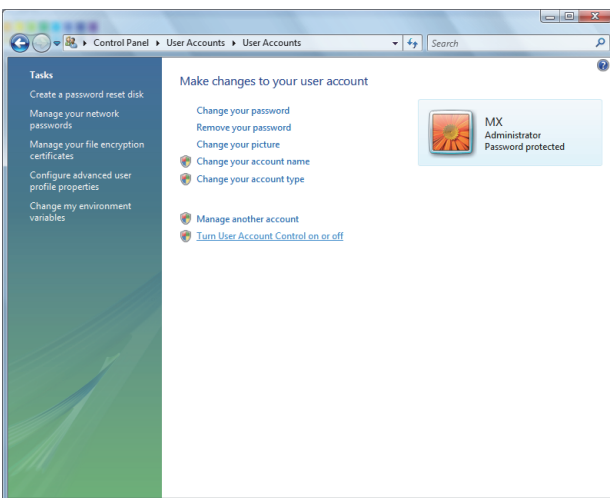 Control Panel ▸ User Accounts ▸ User Accounts
Search
Tasks
Create a password reset disk
Manage your network
passwords
Manage your file encryption
certificates
Configure advanced user
profile properties
Change my environment
variables
Make changes to your user account
Change your password
Remove your password
Change your picture
Change your account name
Change your account type
Manage another account
Turn User Account Control on or off
MX
Administrator
Password protected